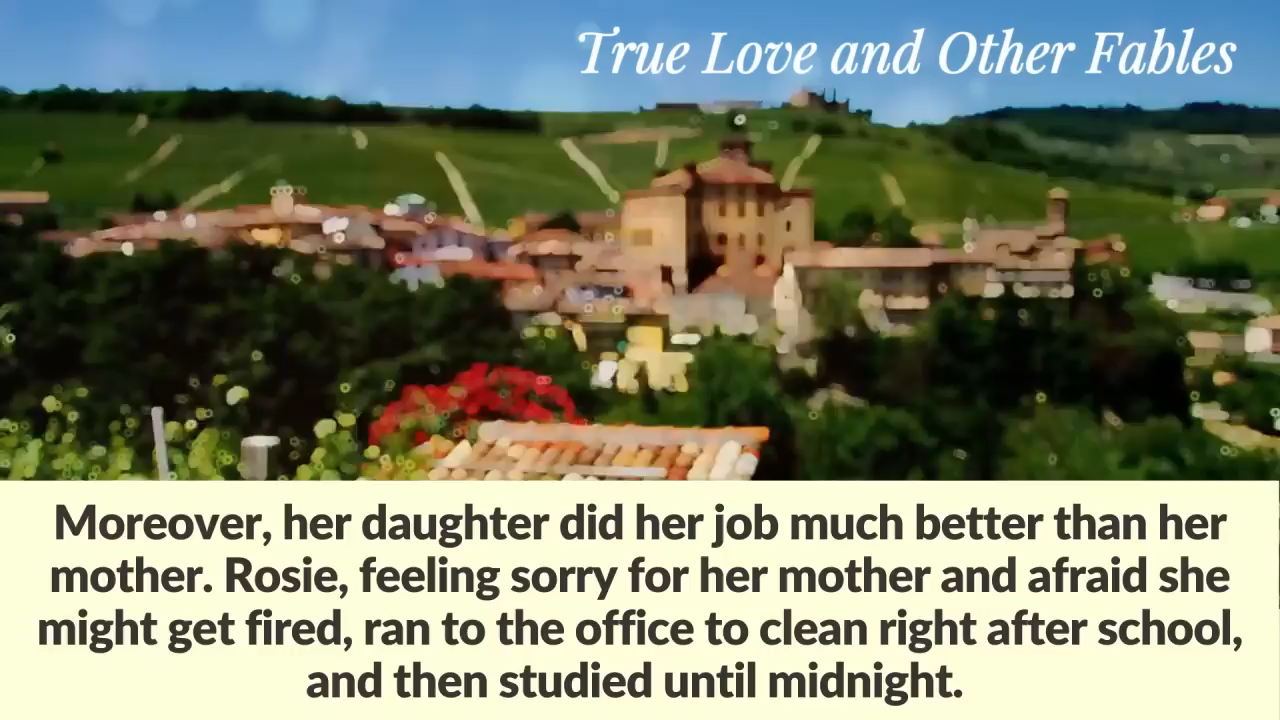 True Love and Other Fables
Moreover, her daughter did her job much better than her
mother. Rosie, feeling sorry for her mother and afraid she
might get fired, ran to the office to clean right after school,
and then studied until midnight.